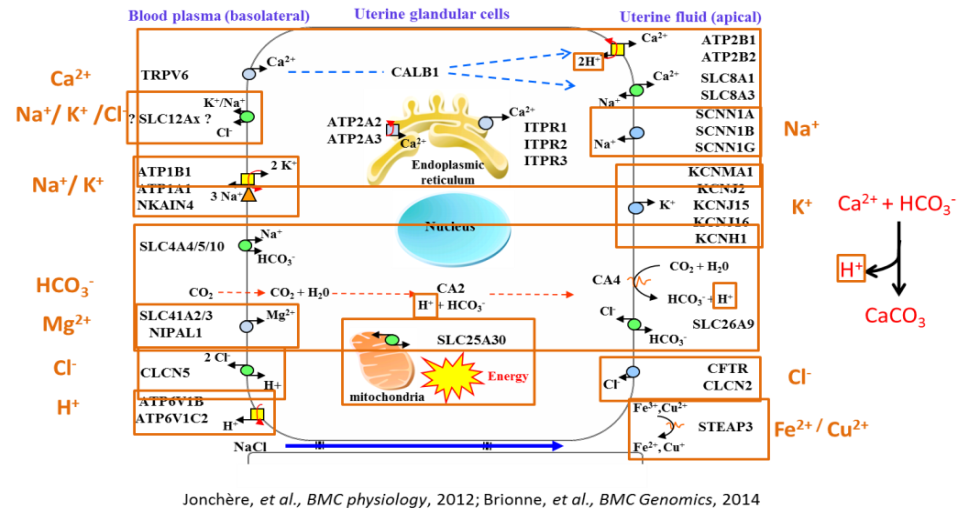 Blood plasma (basolateral)
Uterine glandular cells
Uterine fluid (apical)
Ca²⁺
TRPV6
Ca²⁺
CALB1
2H⁺
Ca²⁺
ATP2B1
ATP2B2
Ca²⁺
Na⁺
SLC8A1
SLC8A3
Na⁺/ K⁺ /Cl⁻
? SLC12Ax ?
K⁺/Na⁺
Cl⁻
ATP2A2
ATP2A3
Ca²⁺
Ca²⁺
ITPR1
ITPR2
ITPR3
Endoplasmic
reticulum
Na⁺
SCNN1A
SCNN1B
SCNN1G
Na⁺
Na⁺/ K⁺
ATP1B1
ATP1A1
NKAIN4
2 K⁺
3 Na⁺
Nucleus
K⁺
KCNMA1
KCNJ2
KCNJ15
KCNJ16
KCNH1
K⁺
Ca²⁺ + HCO₃⁻
H⁺
CaCO₃
HCO₃⁻
SLC4A4/5/10
Na⁺
HCO₃⁻
CO₂
CO₂ + H₂0
CA2
H⁺ + HCO₃⁻
CA4
CO₂ + H₂0
HCO₃⁻ + H⁺
Cl⁻
HCO₃⁻
SLC26A9
Mg²⁺
SLC41A2/3
NIPAL1
Mg²⁺
SLC25A30
Energy
mitochondria
Cl⁻
CLCN5
2 Cl⁻
H+
Cl⁻
CFTR
CLCN2
Cl⁻
H⁺
ATP6V1B
ATP6V1C2
H⁺
Fe³⁺,Cu²⁺
Fe²⁺,Cu⁺
STEAP3
Fe²⁺ / Cu²⁺
NaCl
Jonchère, et al., BMC physiology, 2012; Brionne, et al., BMC Genomics, 2014